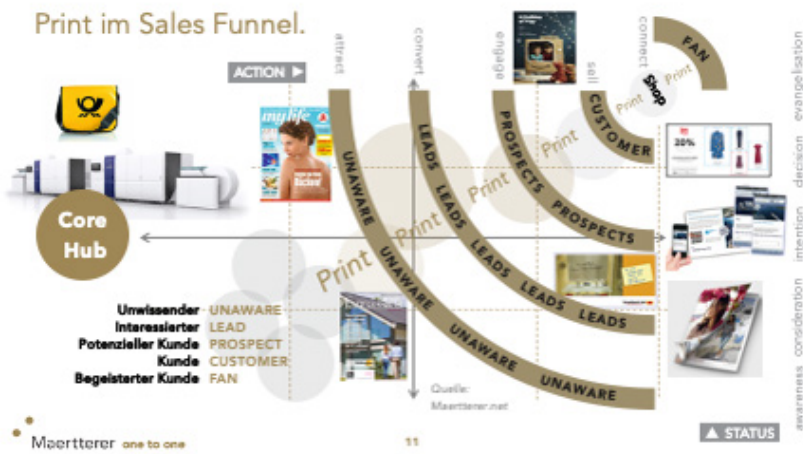 Print im Sales Funnel.
ACTION ▶
attract
convert
engage
sell
connect
FAN
Print
Shop
Print
CUSTOMER
Print
PROSPECTS
PROSPECTS
Print
LEADS
LEADS
LEADS
LEADS
LEADS
Print
UNAWARE
UNAWARE
UNAWARE
UNAWARE
Print
my life
20%
Core
Hub
Unwissender UNAWARE
Interessierter LEAD
Potenzieller Kunde PROSPECT
Kunde CUSTOMER
Begeisterter Kunde FAN
Quelle:
Maertterer.net
awareness
consideration
intention
decision
evangelisation
▲ STATUS
Maertterer one to one
11